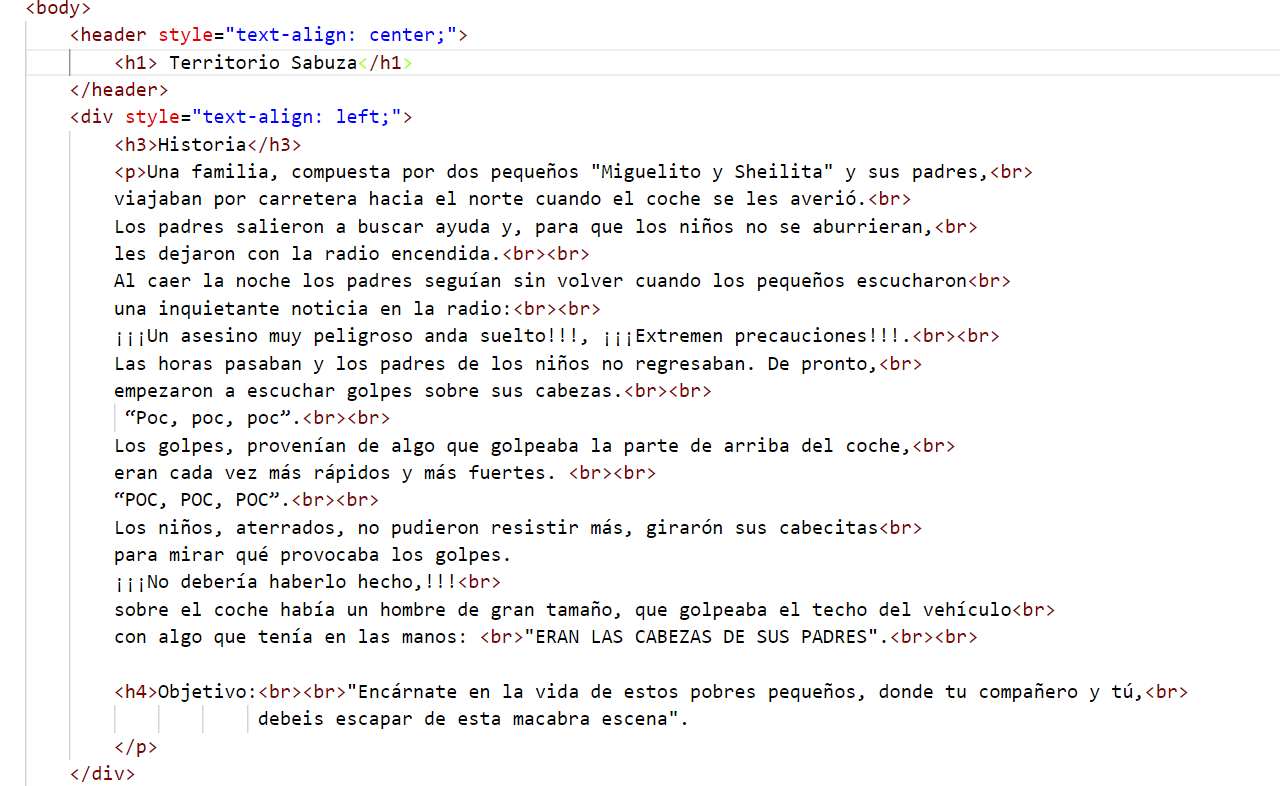 <body>
<header style="text-align: center;">
<h1> Territorio Sabuza</h1>
</header>
<div style="text-align: left;">
<h3>Historia</h3>
<p>Una familia, compuesta por dos pequeños "Miguelito y Sheilita" y sus padres,<br>
viajaban por carretera hacia el norte cuando el coche se les averió.<br>
Los padres salieron a buscar ayuda y, para que los niños no se aburrieran,<br>
les dejaron con la radio encendida.<br><br>
Al caer la noche los padres seguían sin volver cuando los pequeños escucharon<br>
una inquietante noticia en la radio:<br><br>
¡¡¡Un asesino muy peligroso anda suelto!!!, ¡¡¡Extremen precauciones!!!.<br><br>
Las horas pasaban y los padres de los niños no regresaban. De pronto,<br>
empezaron a escuchar golpes sobre sus cabezas.<br><br>
“Poc, poc, poc”.<br><br>
Los golpes, provenían de algo que golpeaba la parte de arriba del coche,<br>
eran cada vez más rápidos y más fuertes. <br><br>
“POC, POC, POC”.<br><br>
Los niños, aterrados, no pudieron resistir más, girarón sus cabecitas<br>
para mirar qué provocaba los golpes.
¡¡¡No debería haberlo hecho,!!!<br>
sobre el coche había un hombre de gran tamaño, que golpeaba el techo del vehículo<br>
con algo que tenía en las manos: <br>"ERAN LAS CABEZAS DE SUS PADRES".<br><br>
<h4>Objetivo:<br><br>"Encárnate en la vida de estos pobres pequeños, donde tu compañero y tú,<br>
debeis escapar de esta macabra escena".
</p>
</div>